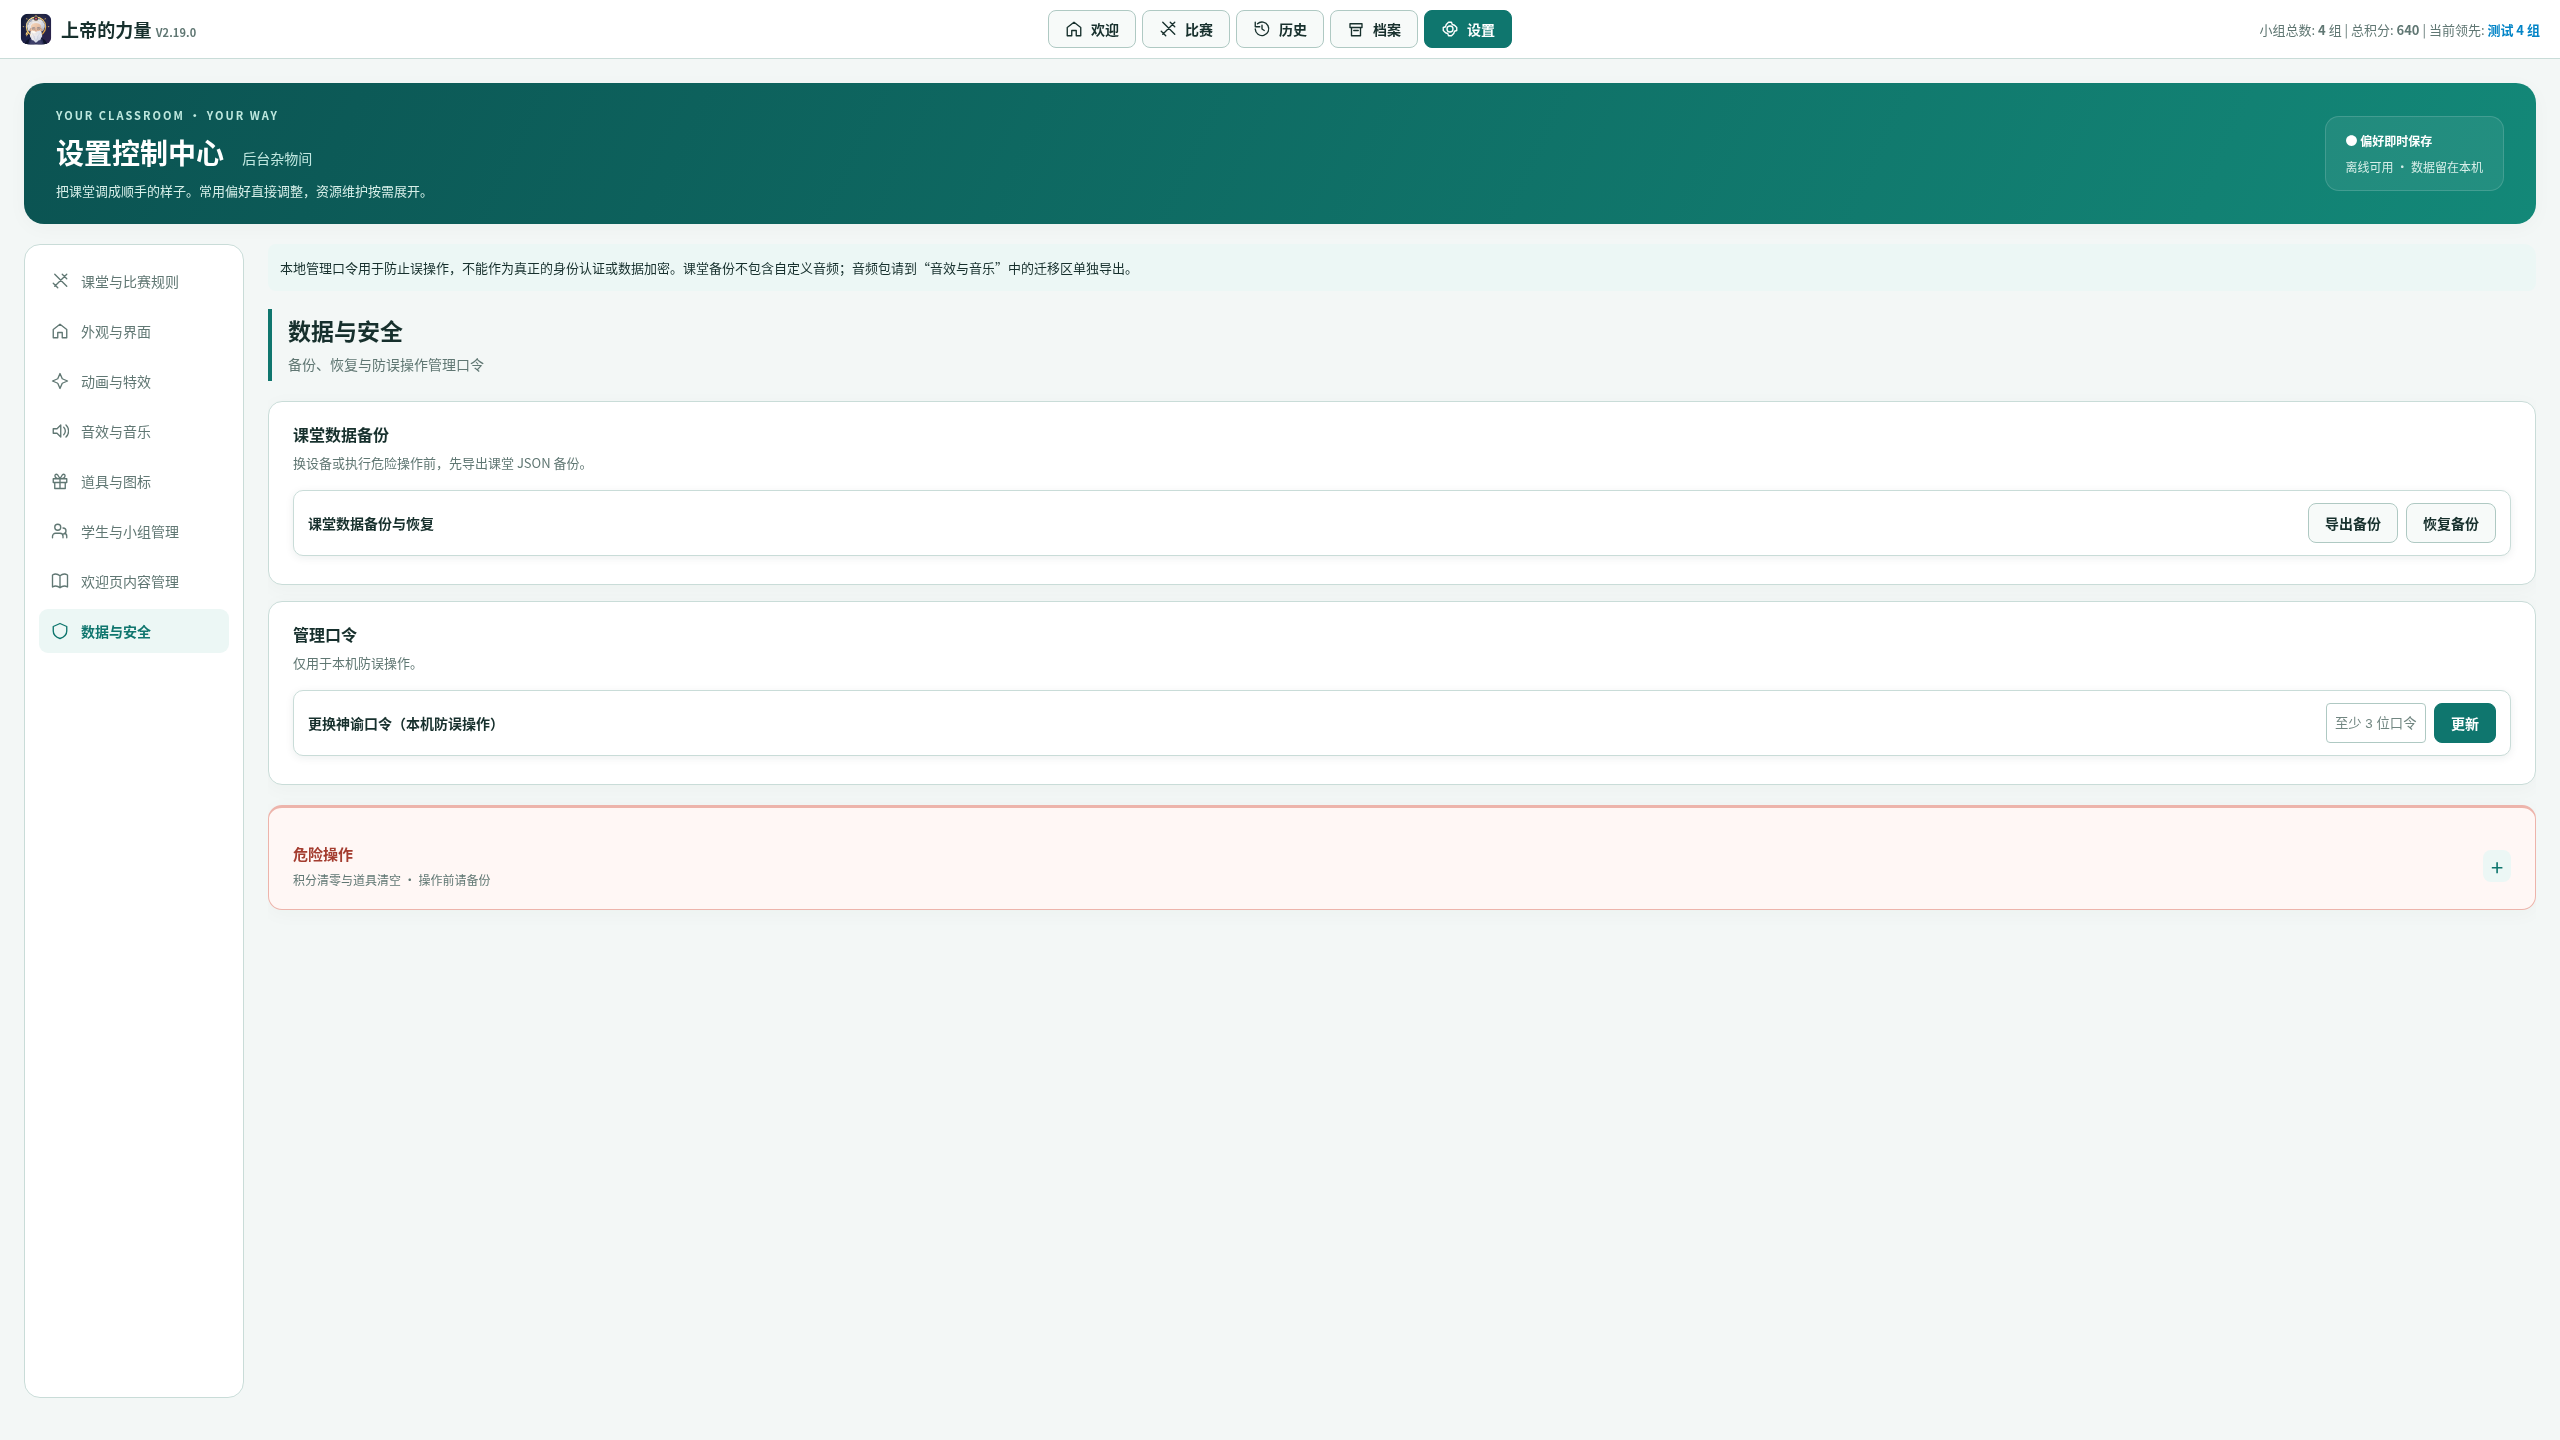 上帝的力量 V2.19.0
欢迎
比赛
历史
档案
设置
小组总数: 4 组 | 总积分: 640 | 当前领先: 测试 4 组
YOUR CLASSROOM · YOUR WAY
设置控制中心 后台杂物间
把课堂调成顺手的样子。常用偏好直接调整，资源维护按需展开。
偏好即时保存
离线可用 · 数据留在本机
课堂与比赛规则
外观与界面
动画与特效
音效与音乐
道具与图标
学生与小组管理
欢迎页内容管理
数据与安全
本地管理口令用于防止误操作，不能作为真正的身份认证或数据加密。课堂备份不包含自定义音频；音频包请到“音效与音乐”中的迁移区单独导出。
数据与安全
备份、恢复与防误操作管理口令
课堂数据备份
换设备或执行危险操作前，先导出课堂 JSON 备份。
课堂数据备份与恢复
导出备份
恢复备份
管理口令
仅用于本机防误操作。
更换神谕口令（本机防误操作）
至少 3 位口令
更新
危险操作
积分清零与道具清空 · 操作前请备份
+